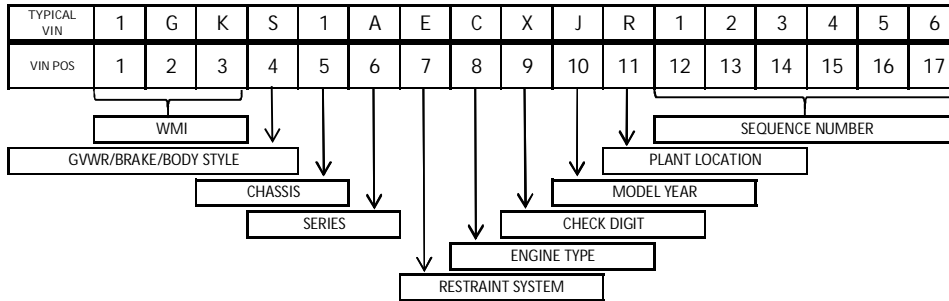 TYPICAL VIN 1 G K S 1 A E C X J R 1 2 3 4 5 6
VIN POS 1 2 3 4 5 6 7 8 9 10 11 12 13 14 15 16 17
WMI SEQUENCE NUMBER
GVWR/BRAKE/BODY STYLE PLANT LOCATION
CHASSIS MODEL YEAR
SERIES CHECK DIGIT
ENGINE TYPE
RESTRAINT SYSTEM